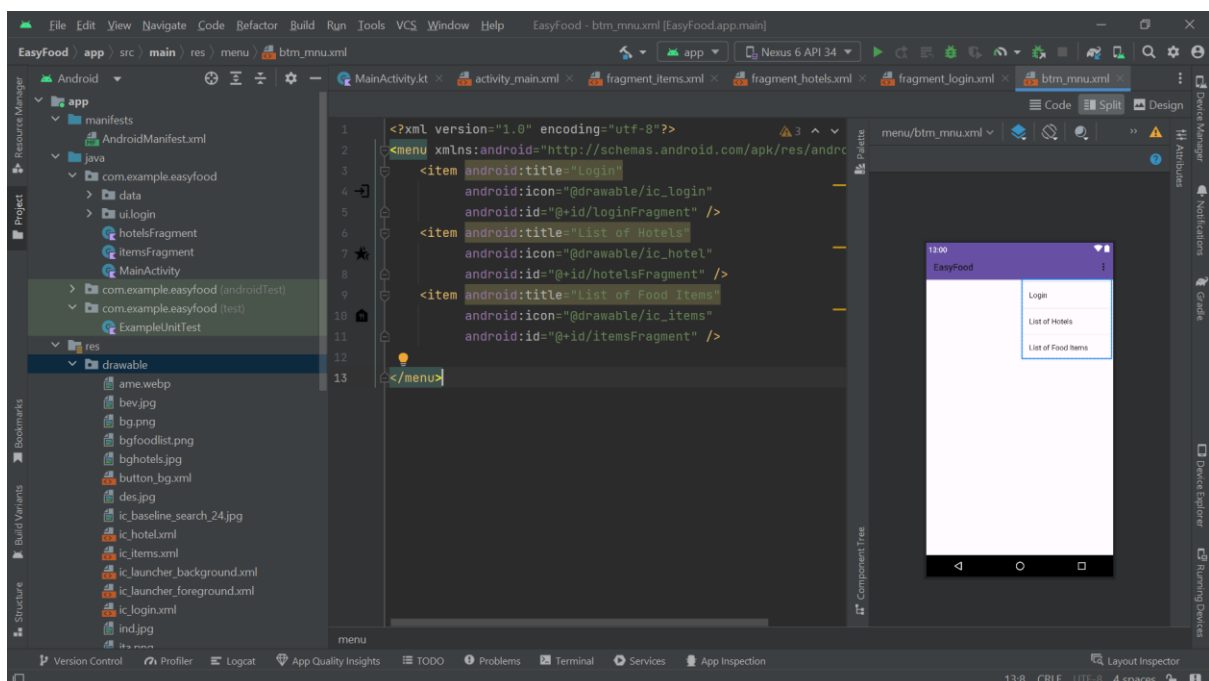 File Edit View Navigate Code Refactor Build Run Tools VCS Window Help EasyFood - btm_mnu.xml [EasyFood.app.main]
EasyFood 〉 app 〉 src 〉 main 〉 res 〉 menu 〉 btm_mnu.xml
app
Nexus 6 API 34
Android
MainActivity.kt
activity_main.xml
fragment_items.xml
fragment_hotels.xml
fragment_login.xml
btm_mnu.xml
Code Split Design
Resource Manager
Project
Bookmarks
Build Variants
Structure
app
manifests
AndroidManifest.xml
java
com.example.easyfood
data
ui.login
hotelsFragment
itemsFragment
MainActivity
com.example.easyfood (androidTest)
com.example.easyfood (test)
ExampleUnitTest
res
drawable
ame.webp
bev.jpg
bg.png
bgfoodlist.png
bghotels.jpg
button_bg.xml
des.jpg
ic_baseline_search_24.jpg
ic_hotel.xml
ic_items.xml
ic_launcher_background.xml
ic_launcher_foreground.xml
ic_login.xml
ind.jpg
ita.png
1 <?xml version="1.0" encoding="utf-8"?>
2 <menu xmlns:android="http://schemas.android.com/apk/res/andro
3 <item android:title="Login"
4 android:icon="@drawable/ic_login"
5 android:id="@+id/loginFragment" />
6 <item android:title="List of Hotels"
7 android:icon="@drawable/ic_hotel"
8 android:id="@+id/hotelsFragment" />
9 <item android:title="List of Food Items"
10 android:icon="@drawable/ic_items"
11 android:id="@+id/itemsFragment" />
12
13 </menu>
3
menu
Palette
Component Tree
menu/btm_mnu.xml
13:00
EasyFood
Login
List of Hotels
List of Food Items
Attributes
Device Manager
Notifications
Gradle
Device Explorer
Running Devices
Version Control Profiler Logcat App Quality Insights TODO Problems Terminal Services App Inspection Layout Inspector
13:8 CRLF UTF-8 4 spaces